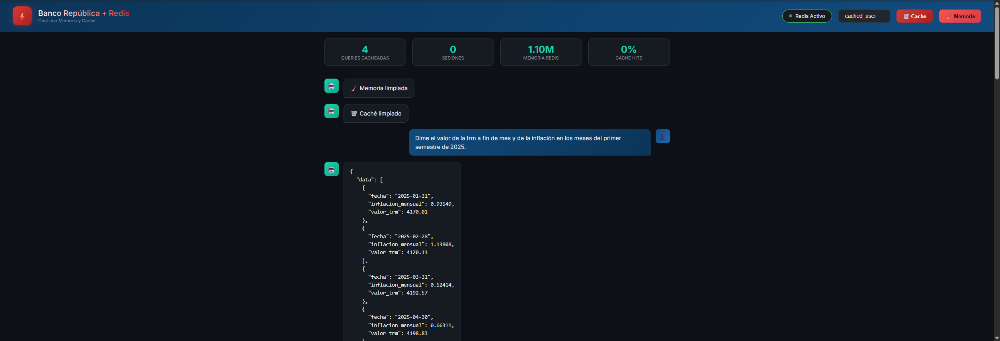 Banco República + Redis
Chat con Memoria y Caché
Redis Activo
cached_user
Cache
Memoria
4
QUERIES CACHEADAS
0
SESIONES
1.10M
MEMORIA REDIS
0%
CACHE HITS
Memoria limpiada
Caché limpiado
Dime el valor de la trm a fin de mes y de la inflación en los meses del primer
semestre de 2025.
{
"data": [
{
"fecha": "2025-01-31",
"inflacion_mensual": 0.93549,
"valor_trm": 4170.01
},
{
"fecha": "2025-02-28",
"inflacion_mensual": 1.13808,
"valor_trm": 4120.11
},
{
"fecha": "2025-03-31",
"inflacion_mensual": 0.52414,
"valor_trm": 4192.57
},
{
"fecha": "2025-04-30",
"inflacion_mensual": 0.66311,
"valor_trm": 4198.83